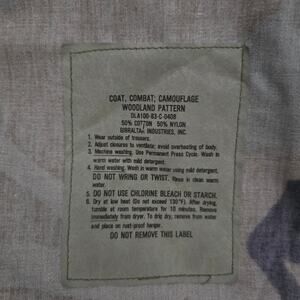 COAT, COMBAT; CAMOUFLAGE
WOODLAND PATTERN
DLA100-83-C-0408
50% COTTON 50% NYLON
GIBRALTAR INDUSTRIES, INC.
1. Wear outside of trousers.
2. Adjust closures to ventilate; avoid overheating of body.
3. Machine washing. Use Permanent Press Cycle. Wash in
warm water with mild detergent.
4. Hand washing. Wash in warm water using mild detergent.
DO NOT WRING OR TWIST. Rinse in clean warm
water.
5. DO NOT USE CHLORINE BLEACH OR STARCH.
6. Dry at low heat (Do not exceed 130°F). After drying,
tumble at room temperature for 10 minutes. Remove
immediately from dryer. To drip dry, remove from water
and place on rust-proof hanger.
DO NOT REMOVE THIS LABEL